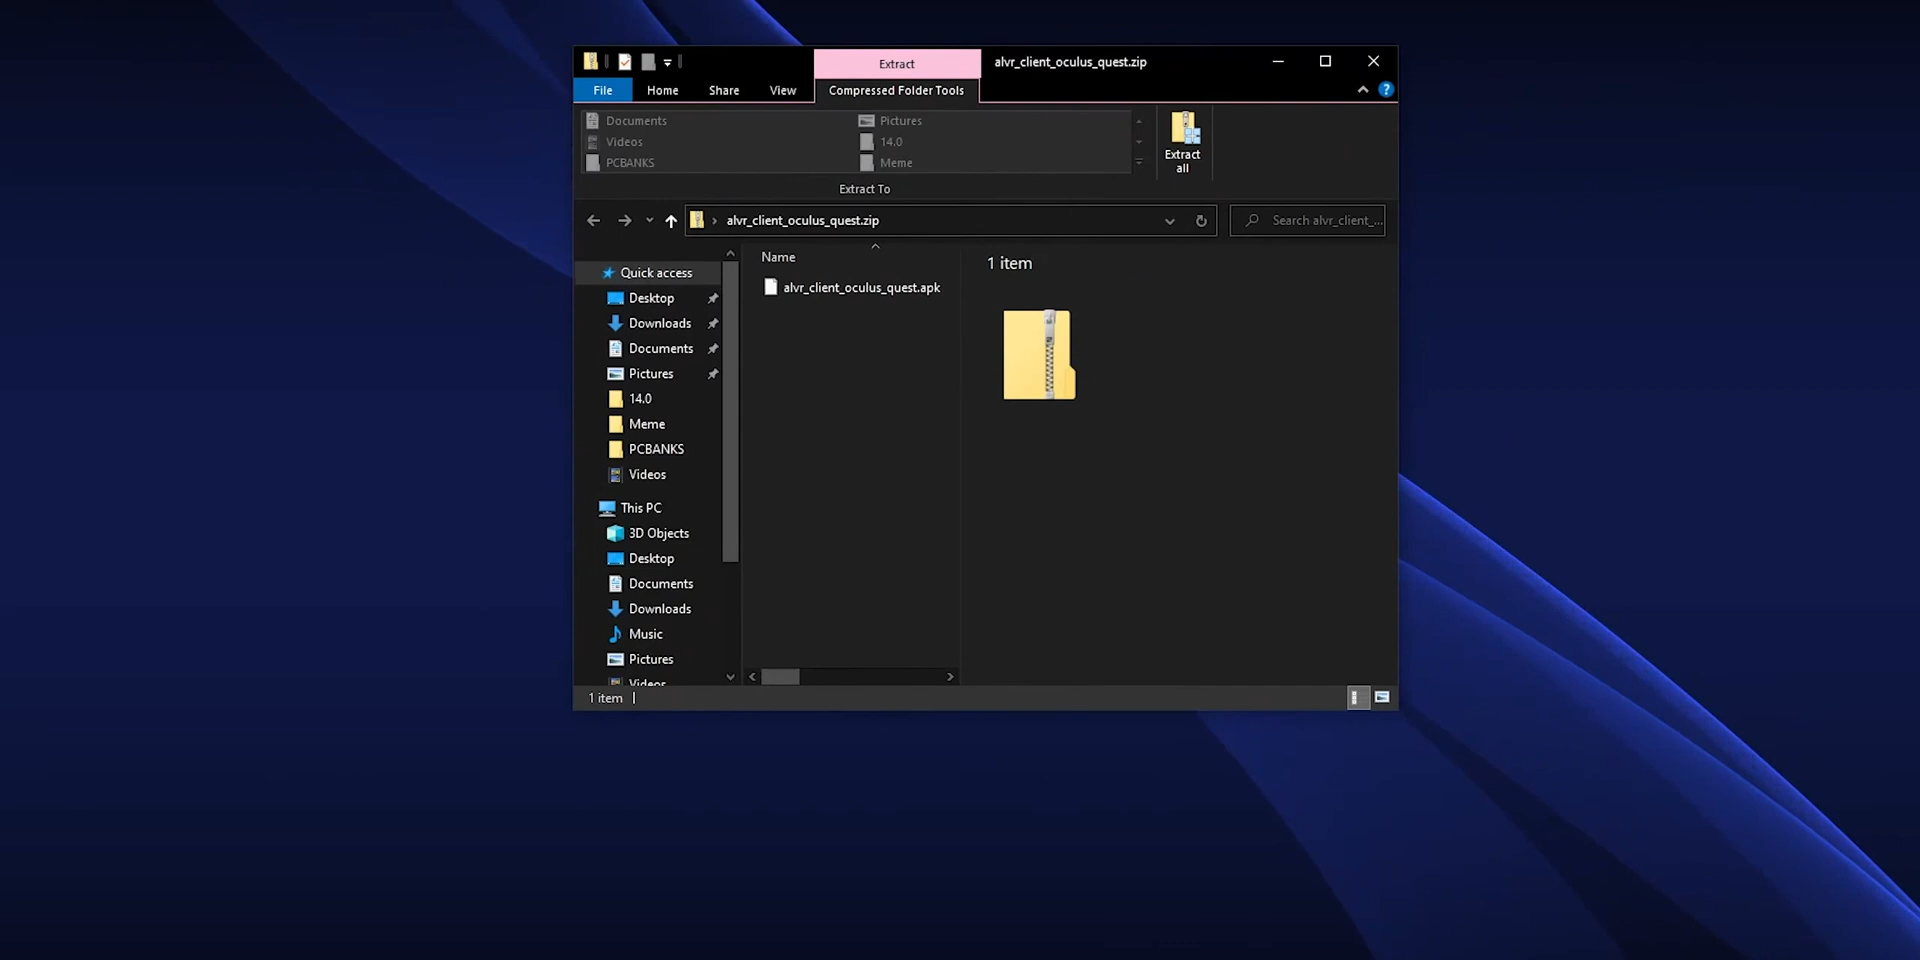 Extract
alvr_client_oculus_quest.zip
File
Home
Share
View
Compressed Folder Tools
?
Documents
Videos
PCBANKS
Pictures
14.0
Meme
Extract
all
Extract To
alvr_client_oculus_quest.zip
Search alvr_client_...
Quick access
Desktop
Downloads
Documents
Pictures
14.0
Meme
PCBANKS
Videos
This PC
3D Objects
Desktop
Documents
Downloads
Music
Pictures
Videos
Name
alvr_client_oculus_quest.apk
1 item
1 item